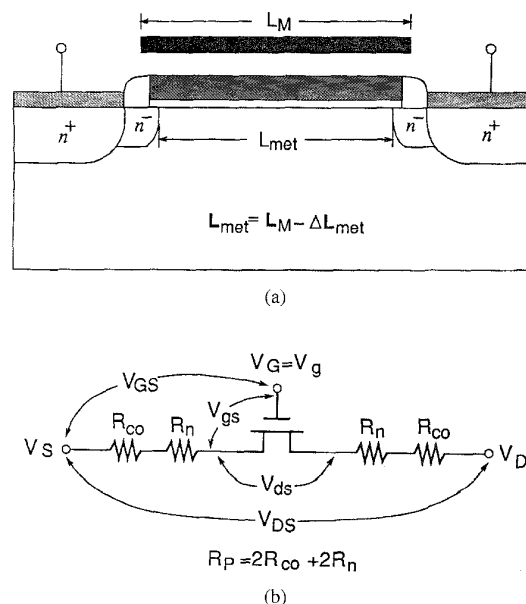 L_M
n⁺ n⁻ L_met n⁻ n⁺
L_met = L_M – ΔL_met
(a)
V_G=V_g
V_GS
V_gs
R_co R_n R_n R_co
V_S V_D
V_ds
V_DS
R_P =2R_co +2R_n
(b)